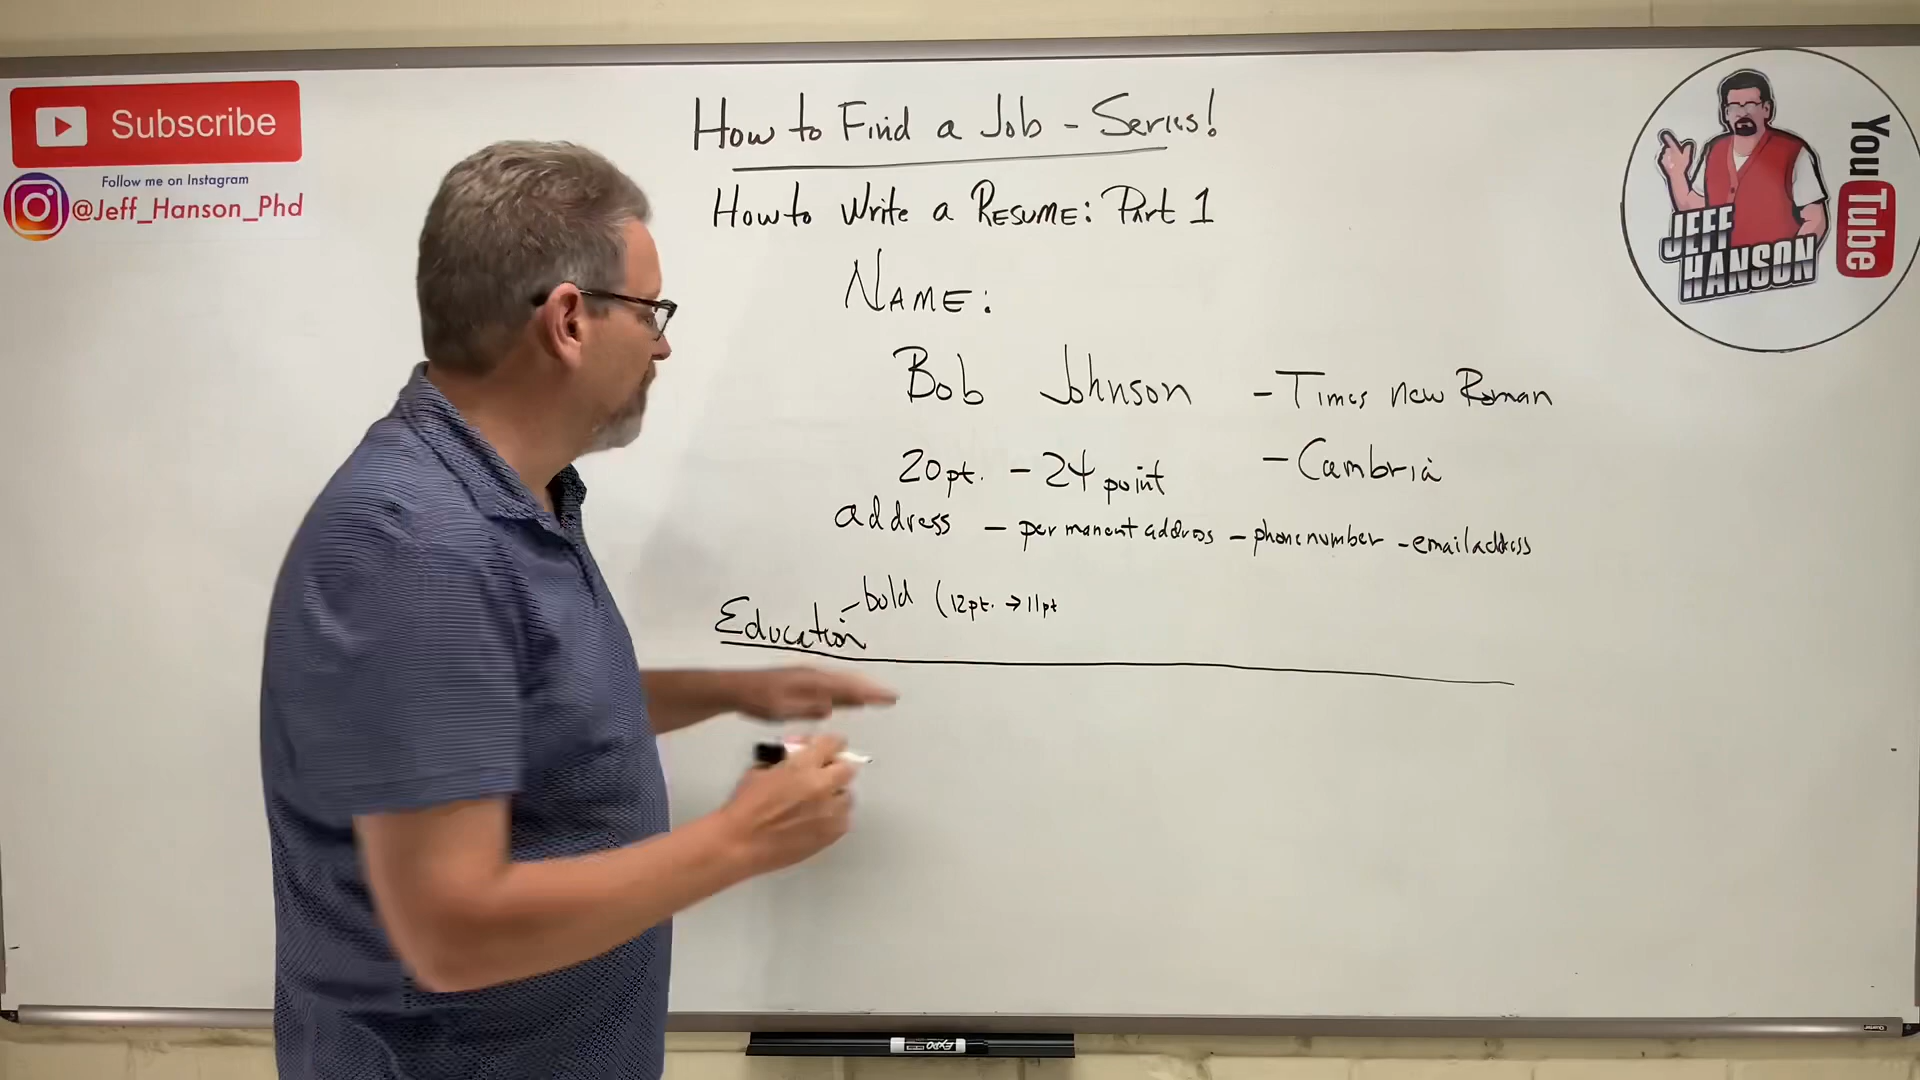 Subscribe
Follow me on Instagram
@Jeff_Hanson_Phd
How to Find a Job - Series!
How to Write a RESUME: Part 1
NAME:
Bob Johnson - Times new Roman
20pt. - 24 point - Cambria
address - permanent address - phone number - email address
Education - bold (12pt. → 11pt
JEFF HANSON
YouTube
EXPO
Quartet